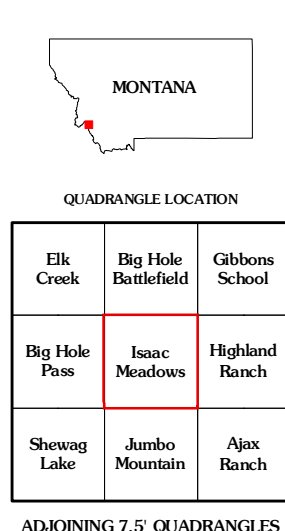 MONTANA
QUADRANGLE LOCATION
Elk
Creek
Big Hole
Battlefield
Gibbons
School
Big Hole
Pass
Isaac
Meadows
Highland
Ranch
Shewag
Lake
Jumbo
Mountain
Ajax
Ranch
ADJOINING 7.5' QUADRANGLES